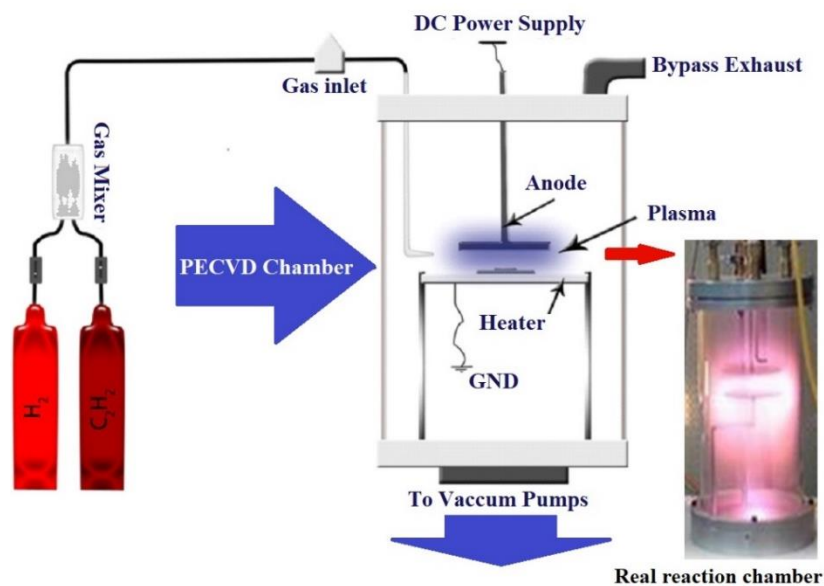 DC Power Supply
Bypass Exhaust
Gas inlet
Gas Mixer
Anode
Plasma
PECVD Chamber
Heater
GND
H2
C2H2
To Vaccum Pumps
Real reaction chamber